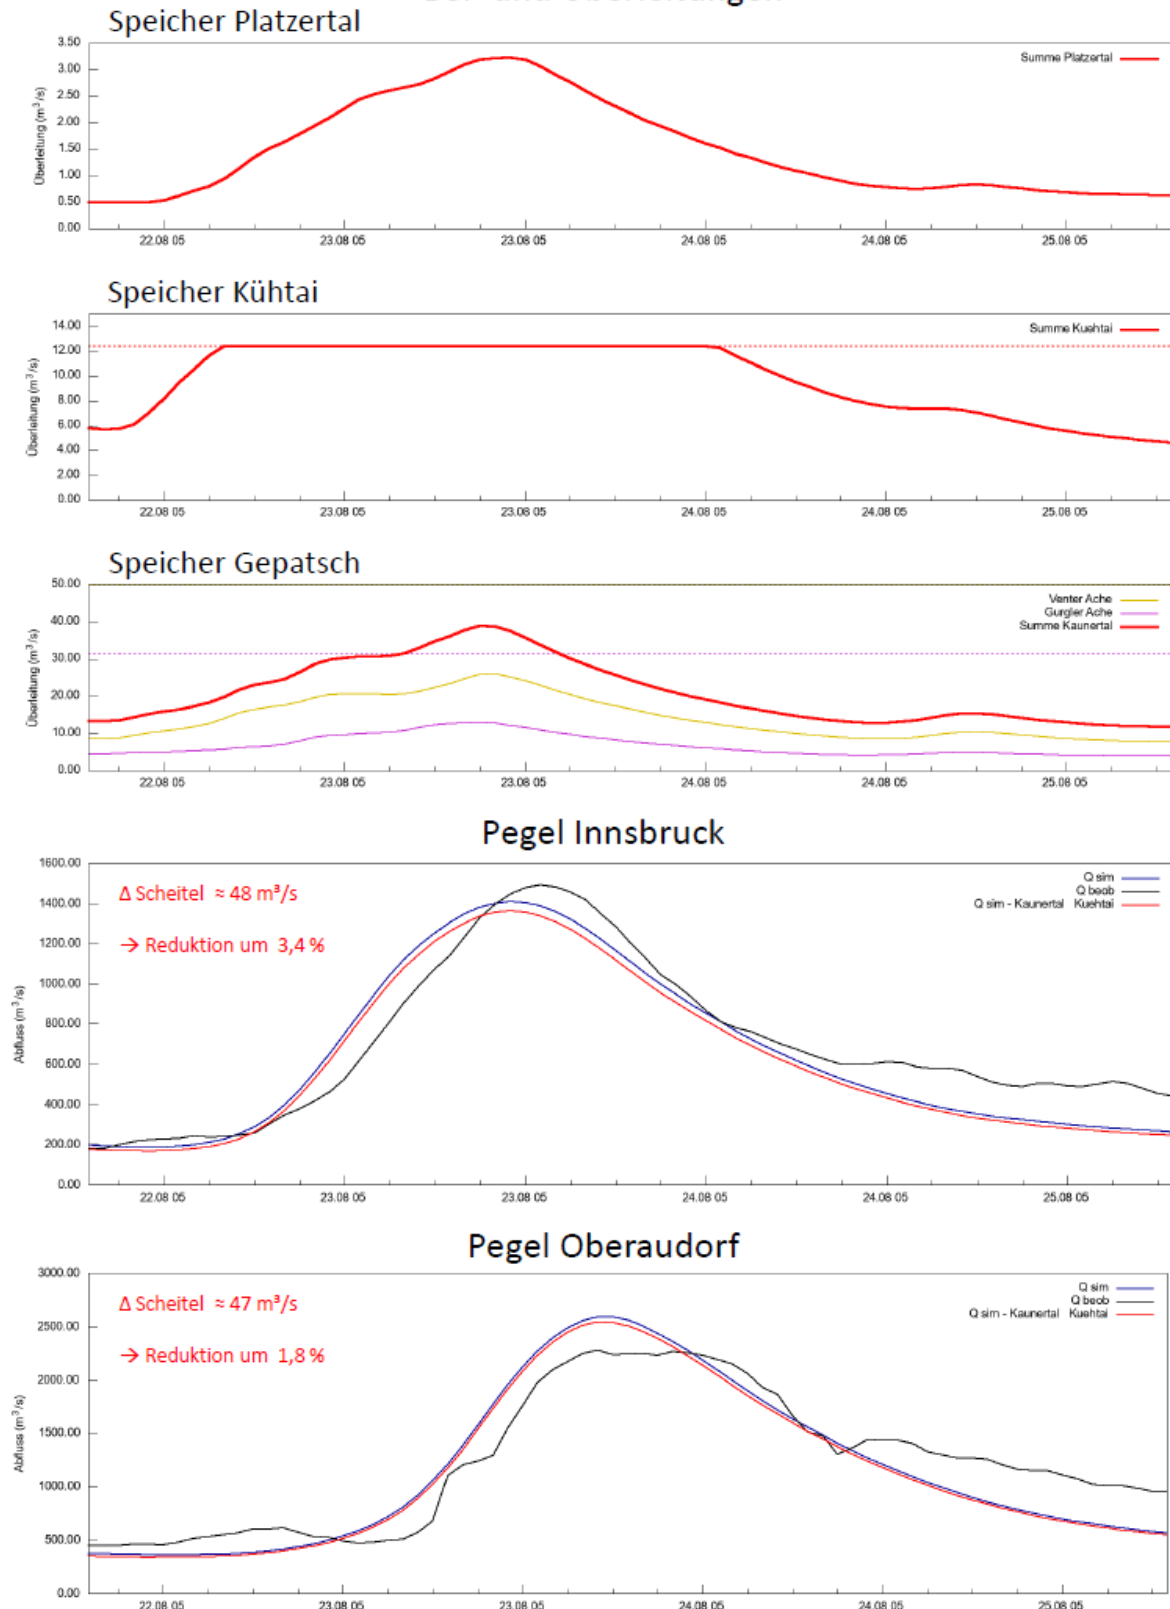 Speicher Platzertal
3.50
3.00
2.50
2.00
1.50
1.00
0.50
0.00
Überleitung (m³/s)
Summe Platzertal
22.08 05 23.08 05 23.08 05 24.08 05 24.08 05 25.08 05
Speicher Kühtai
14.00
12.00
10.00
8.00
6.00
4.00
2.00
0.00
Überleitung (m³/s)
Summe Kuehtai
22.08 05 23.08 05 23.08 05 24.08 05 24.08 05 25.08 05
Speicher Gepatsch
50.00
40.00
30.00
20.00
10.00
0.00
Überleitung (m³/s)
Venter Ache
Gurgler Ache
Summe Kaunertal
22.08 05 23.08 05 23.08 05 24.08 05 24.08 05 25.08 05
Pegel Innsbruck
1600.00
1400.00
1200.00
1000.00
800.00
600.00
400.00
200.00
0.00
Abfluss (m³/s)
Δ Scheitel ≈ 48 m³/s
→ Reduktion um 3,4 %
Q sim
Q beob
Q sim - Kaunertal Kuehtai
22.08 05 23.08 05 23.08 05 24.08 05 24.08 05 25.08 05
Pegel Oberaudorf
3000.00
2500.00
2000.00
1500.00
1000.00
500.00
0.00
Abfluss (m³/s)
Δ Scheitel ≈ 47 m³/s
→ Reduktion um 1,8 %
Q sim
Q beob
Q sim - Kaunertal Kuehtai
22.08 05 23.08 05 23.08 05 24.08 05 24.08 05 25.08 05